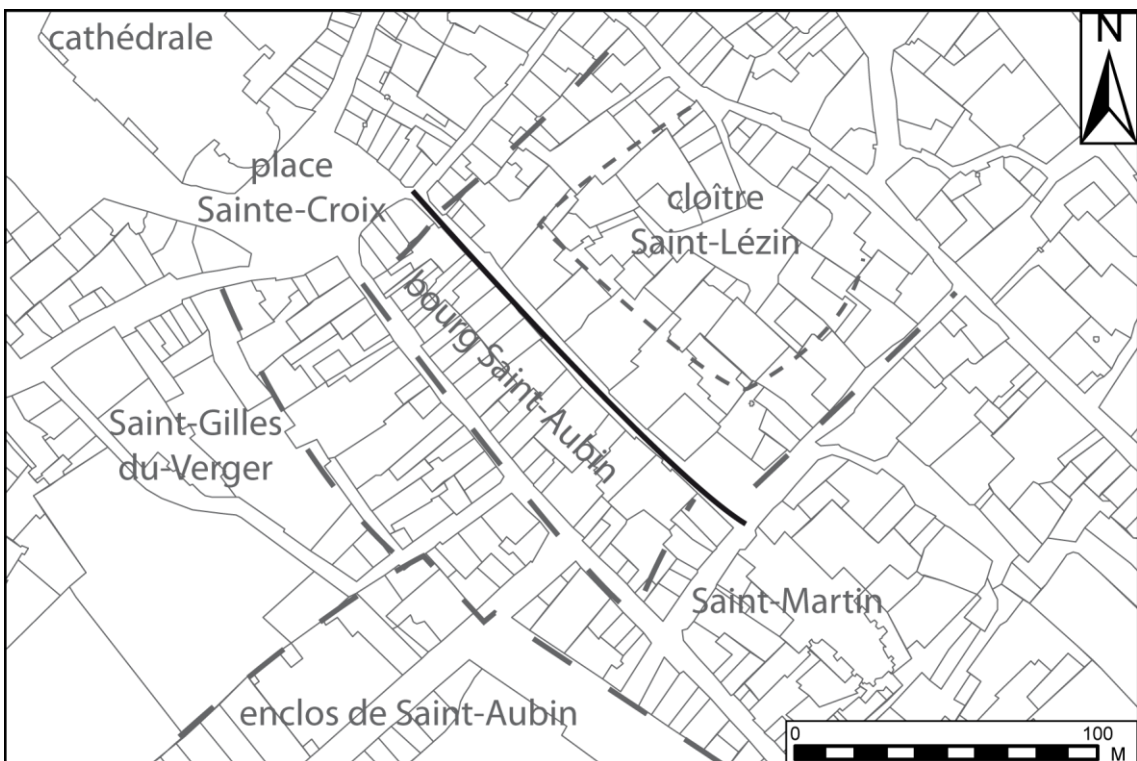 cathédrale
N
place
Sainte-Croix
cloître
Saint-Lézin
bourg Saint-Aubin
Saint-Gilles
du-Verger
Saint-Martin
enclos de Saint-Aubin
0 100
M